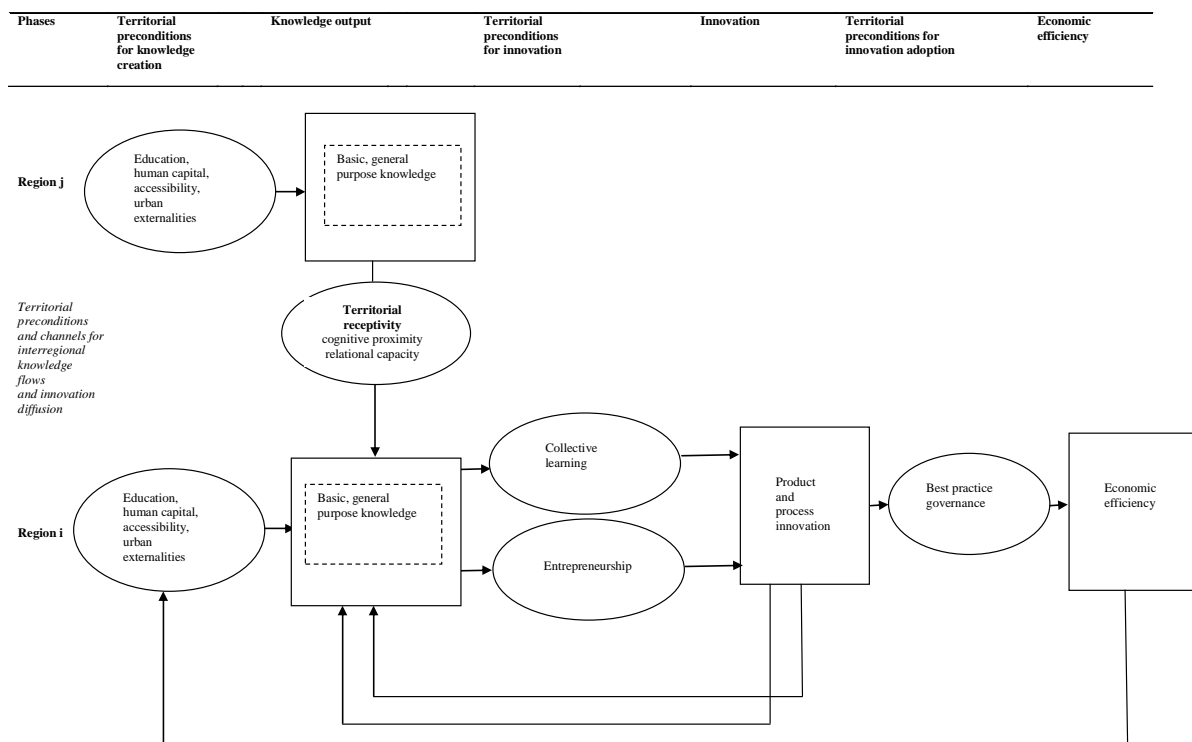 Phases
Territorial
preconditions
for knowledge
creation
Knowledge output
Territorial
preconditions
for innovation
Innovation
Territorial
preconditions for
innovation adoption
Economic
efficiency
Region j
Education,
human capital,
accessibility,
urban
externalities
Basic, general
purpose knowledge
Territorial
preconditions
and channels for
interregional
knowledge
flows
and innovation
diffusion
Territorial
receptivity
cognitive proximity
relational capacity
Region i
Education,
human capital,
accessibility,
urban
externalities
Basic, general
purpose knowledge
Collective
learning
Entrepreneurship
Product
and
process
innovation
Best practice
governance
Economic
efficiency